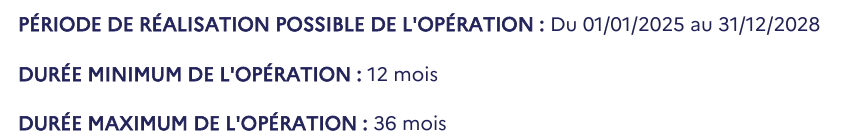 PÉRIODE DE RÉALISATION POSSIBLE DE L'OPÉRATION : Du 01/01/2025 au 31/12/2028
DURÉE MINIMUM DE L'OPÉRATION : 12 mois
DURÉE MAXIMUM DE L'OPÉRATION : 36 mois